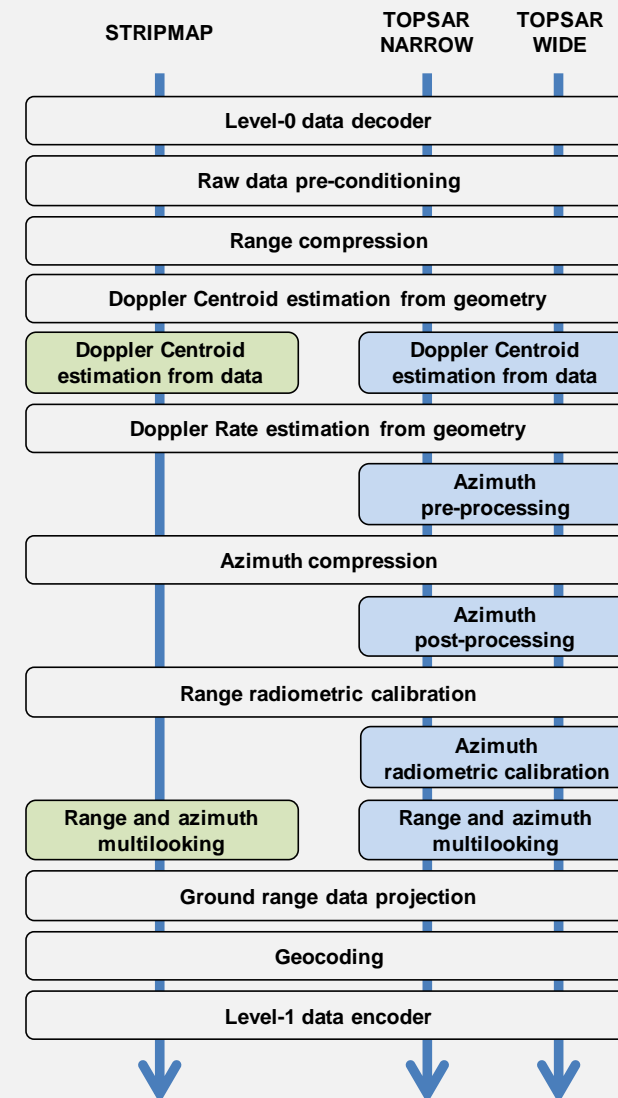 STRIPMAP
TOPSAR
NARROW
TOPSAR
WIDE
Level-0 data decoder
Raw data pre-conditioning
Range compression
Doppler Centroid estimation from geometry
Doppler Centroid
estimation from data
Doppler Centroid
estimation from data
Doppler Rate estimation from geometry
Azimuth
pre-processing
Azimuth compression
Azimuth
post-processing
Range radiometric calibration
Azimuth
radiometric calibration
Range and azimuth
multilooking
Range and azimuth
multilooking
Ground range data projection
Geocoding
Level-1 data encoder